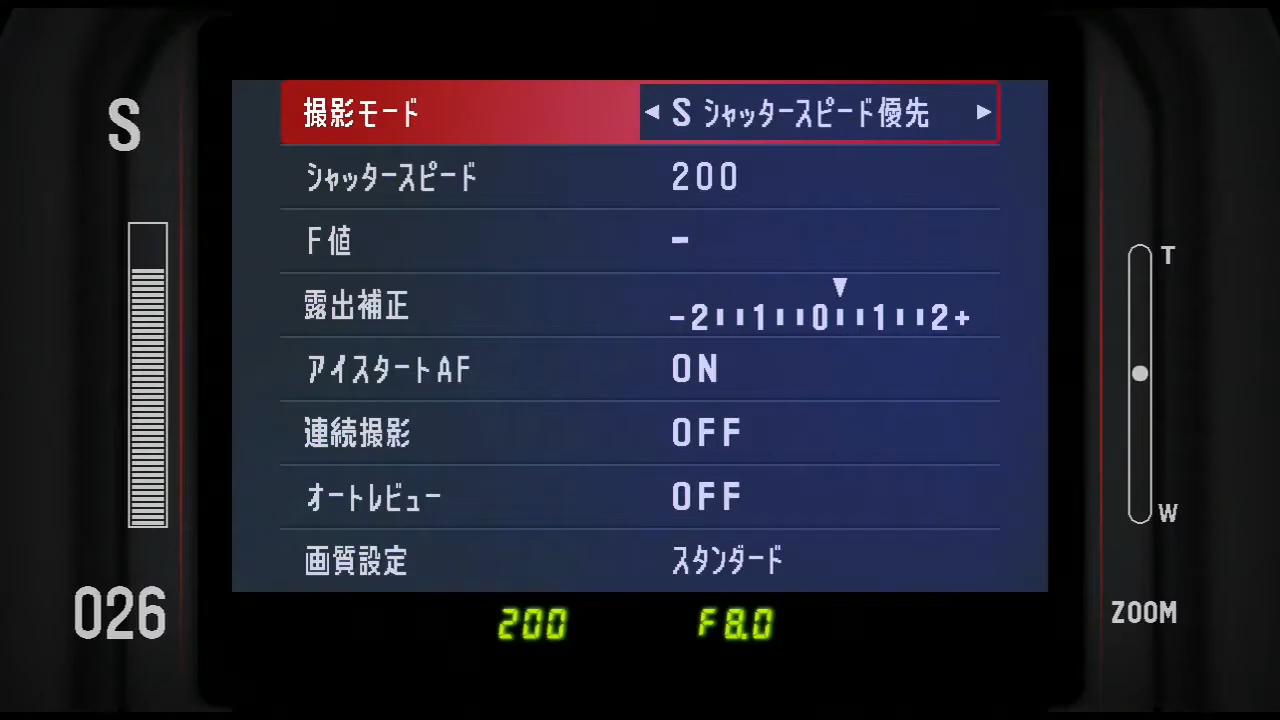 S
撮影モード ◀ S シャッタースピード優先 ▶
シャッタースピード 200
F値 -
露出補正 -2 1 0 1 2+
アイスタートAF ON
連続撮影 OFF
オートレビュー OFF
画質設定 スタンダード
026
200 F8.0
T
W
ZOOM